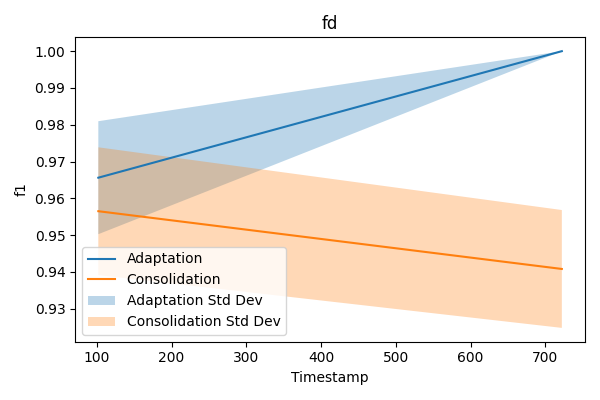 fd
f1
1.00
0.99
0.98
0.97
0.96
0.95
0.94
0.93
Adaptation
Consolidation
Adaptation Std Dev
Consolidation Std Dev
100 200 300 400 500 600 700
Timestamp